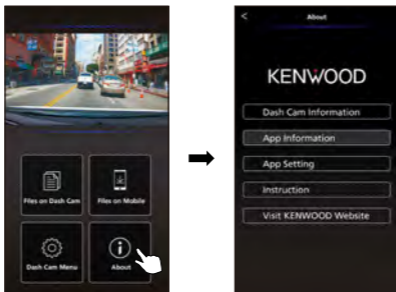 Files on Dash Cam
Files on Mobile
Dash Cam Menu
About
<
About
KENWOOD
Dash Cam Information
App Information
App Setting
Instruction
Visit KENWOOD Website